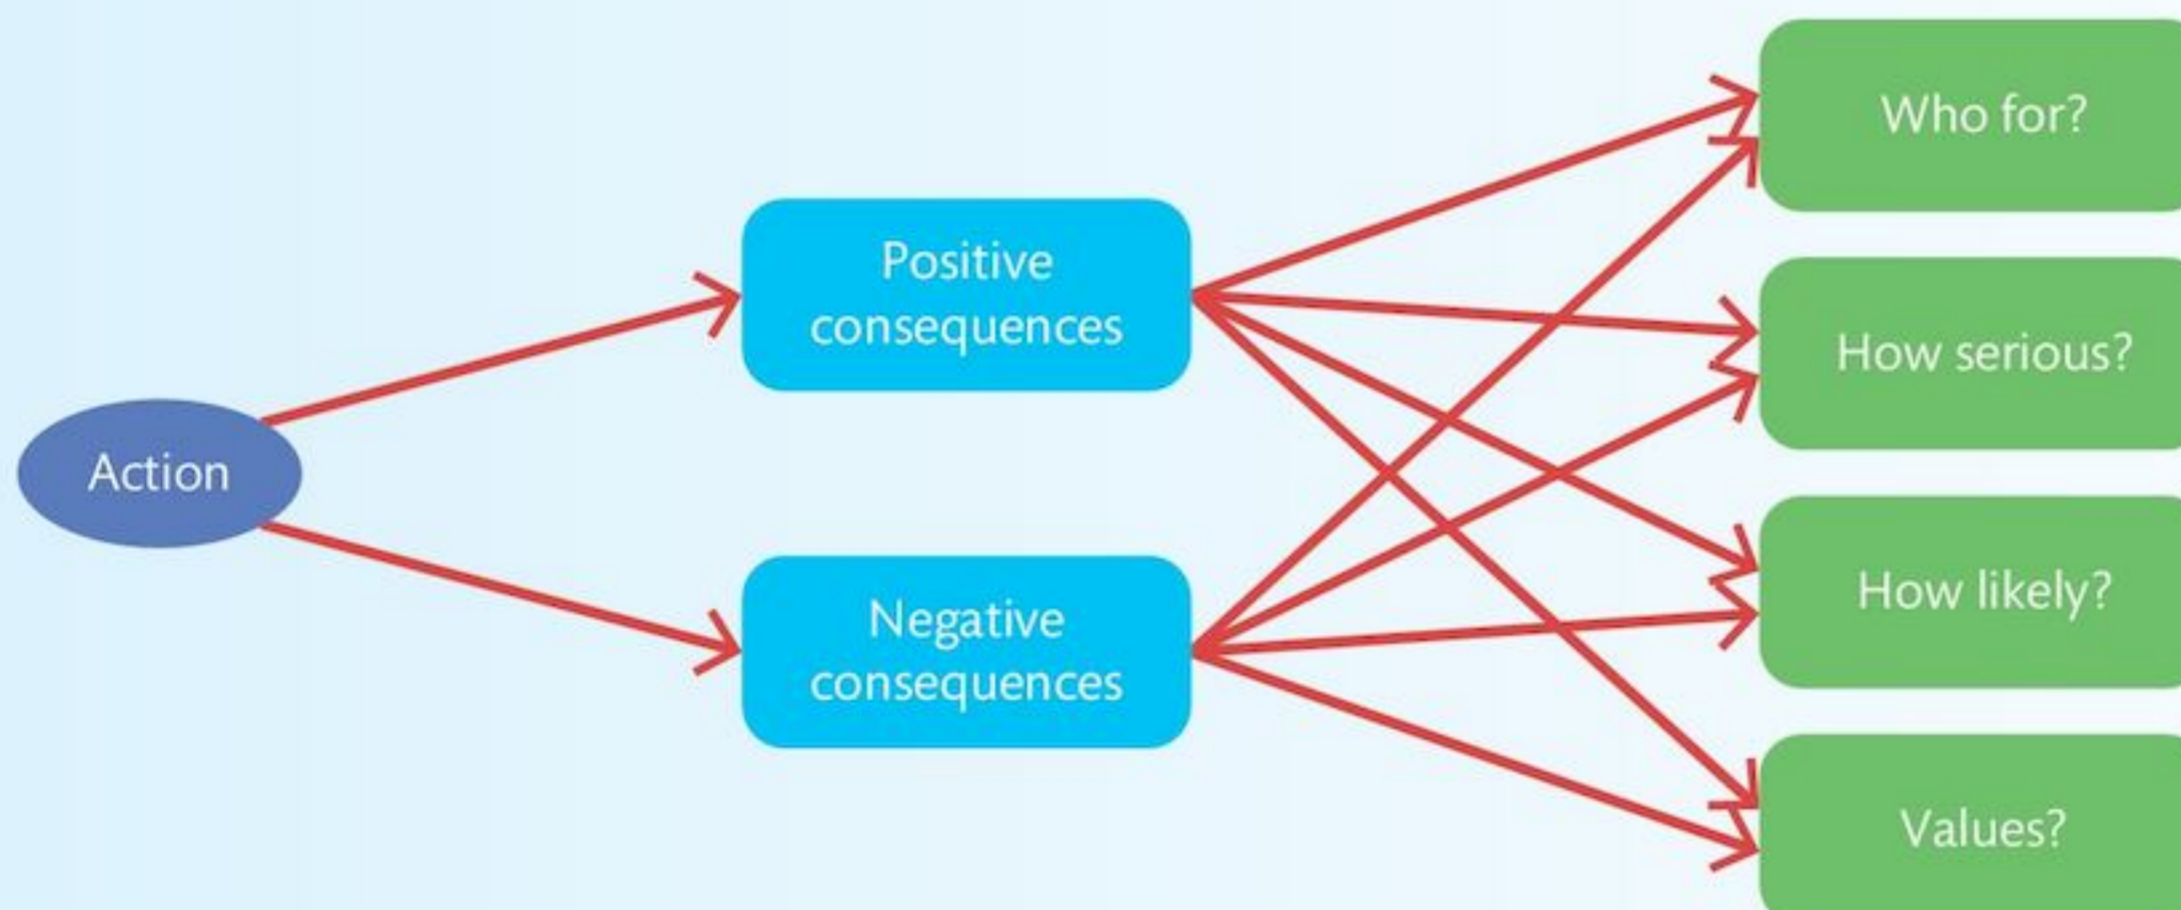 Action
Positive
consequences
Negative
consequences
Who for?
How serious?
How likely?
Values?